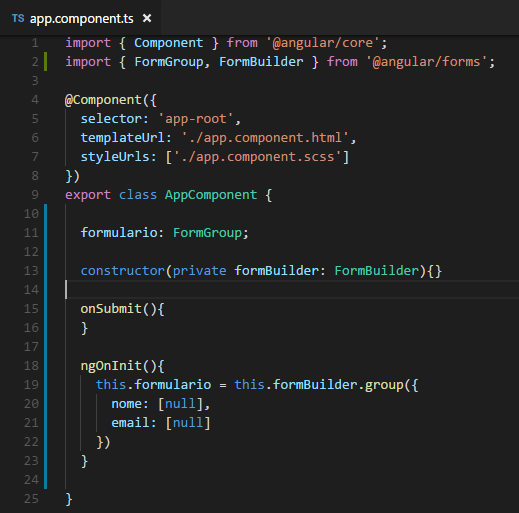 TS app.component.ts ×
1 import { Component } from '@angular/core';
2 import { FormGroup, FormBuilder } from '@angular/forms';
3
4 @Component({
5   selector: 'app-root',
6   templateUrl: './app.component.html',
7   styleUrls: ['./app.component.scss']
8 })
9 export class AppComponent {
10
11   formulario: FormGroup;
12
13   constructor(private formBuilder: FormBuilder){}
14
15   onSubmit(){
16   }
17
18   ngOnInit(){
19     this.formulario = this.formBuilder.group({
20       nome: [null],
21       email: [null]
22     })
23   }
24
25 }